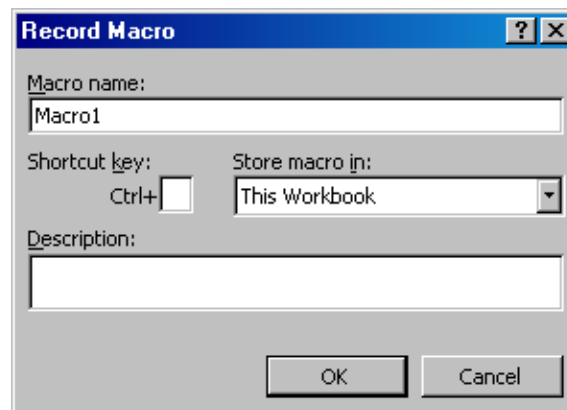 Record Macro
Macro name:
Macro1
Shortcut key: Store macro in:
Ctrl+ This Workbook
Description:
OK Cancel